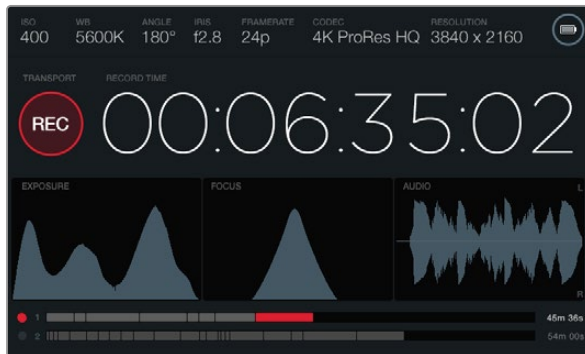 ISO WB ANGLE IRIS FRAMERATE CODEC RESOLUTION
400 5600K 180° f2.8 24p 4K ProRes HQ 3840 x 2160
TRANSPORT RECORD TIME
REC 00:06:35:02
EXPOSURE FOCUS AUDIO L
R
1 45m 36s
2 54m 00s